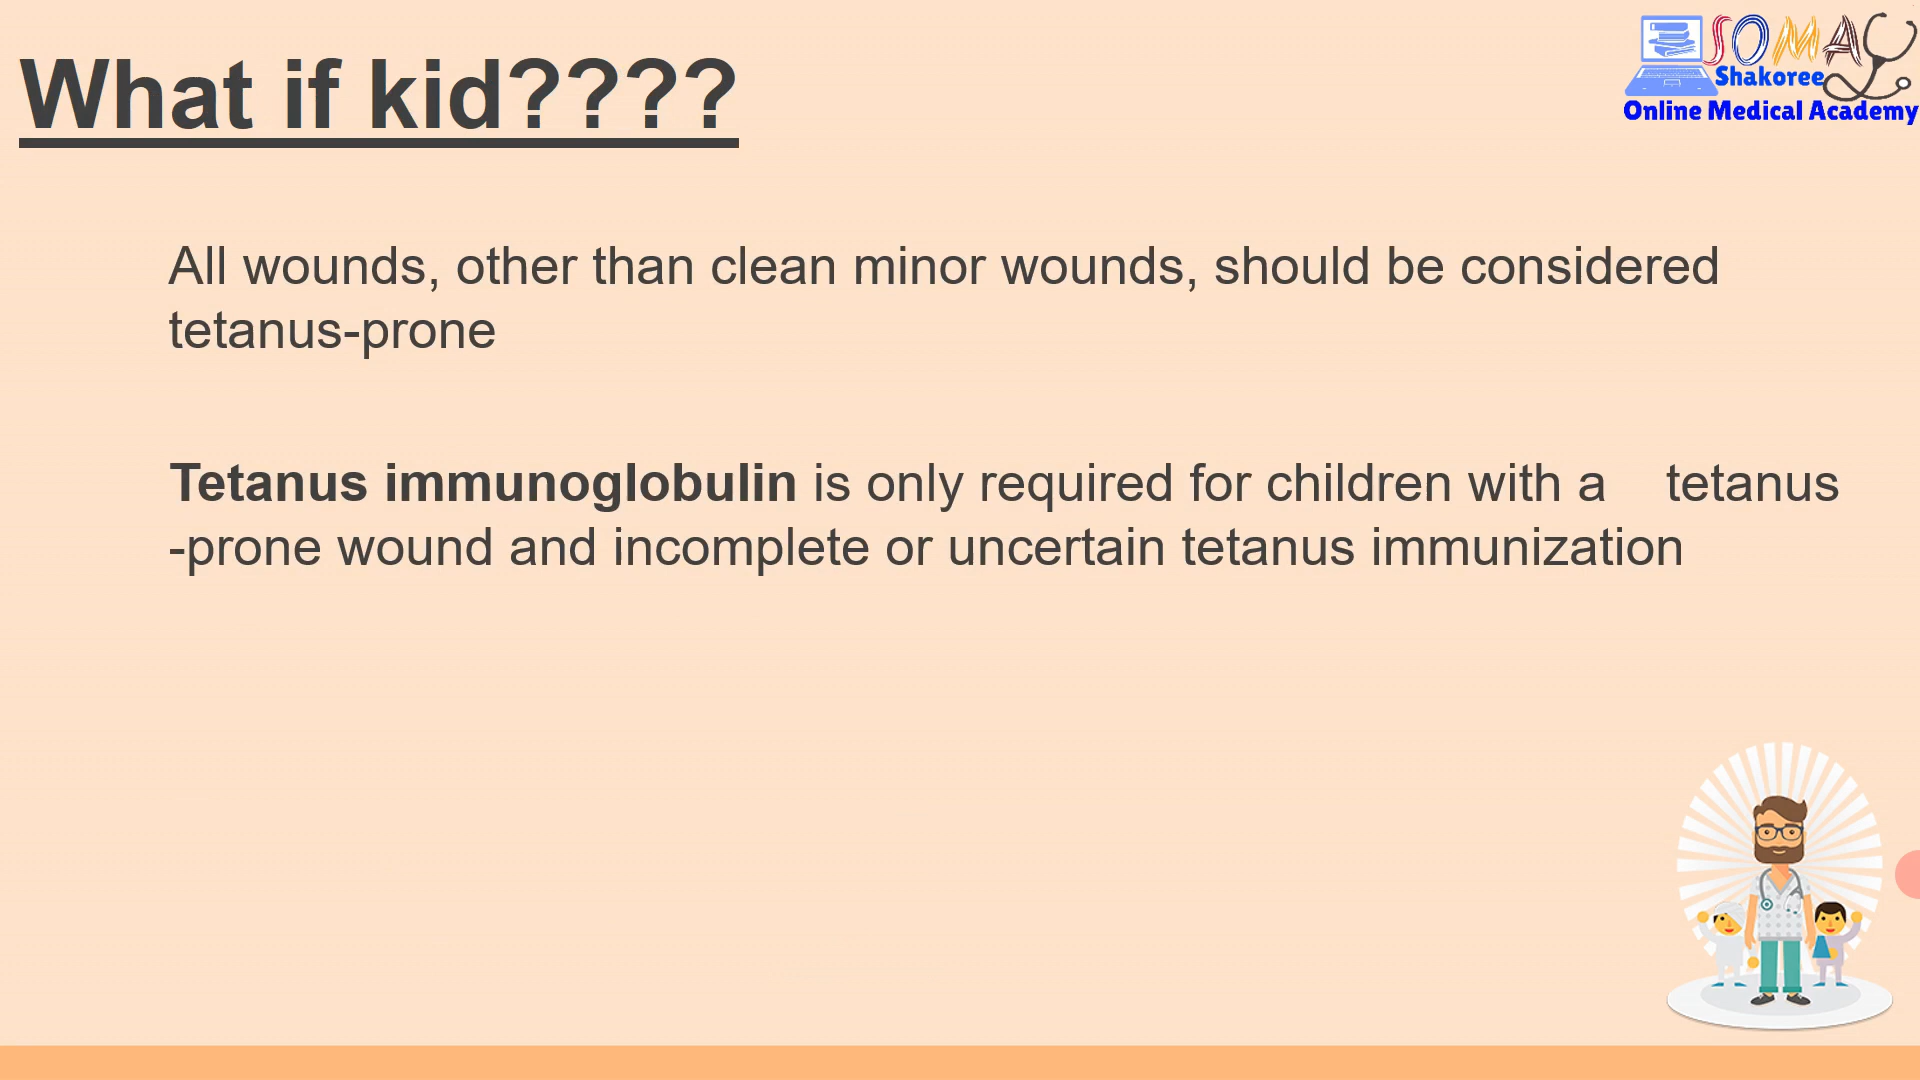 What if kid????
SOMA
Shakoree
Online Medical Academy
All wounds, other than clean minor wounds, should be considered
tetanus-prone
Tetanus immunoglobulin is only required for children with a tetanus
-prone wound and incomplete or uncertain tetanus immunization